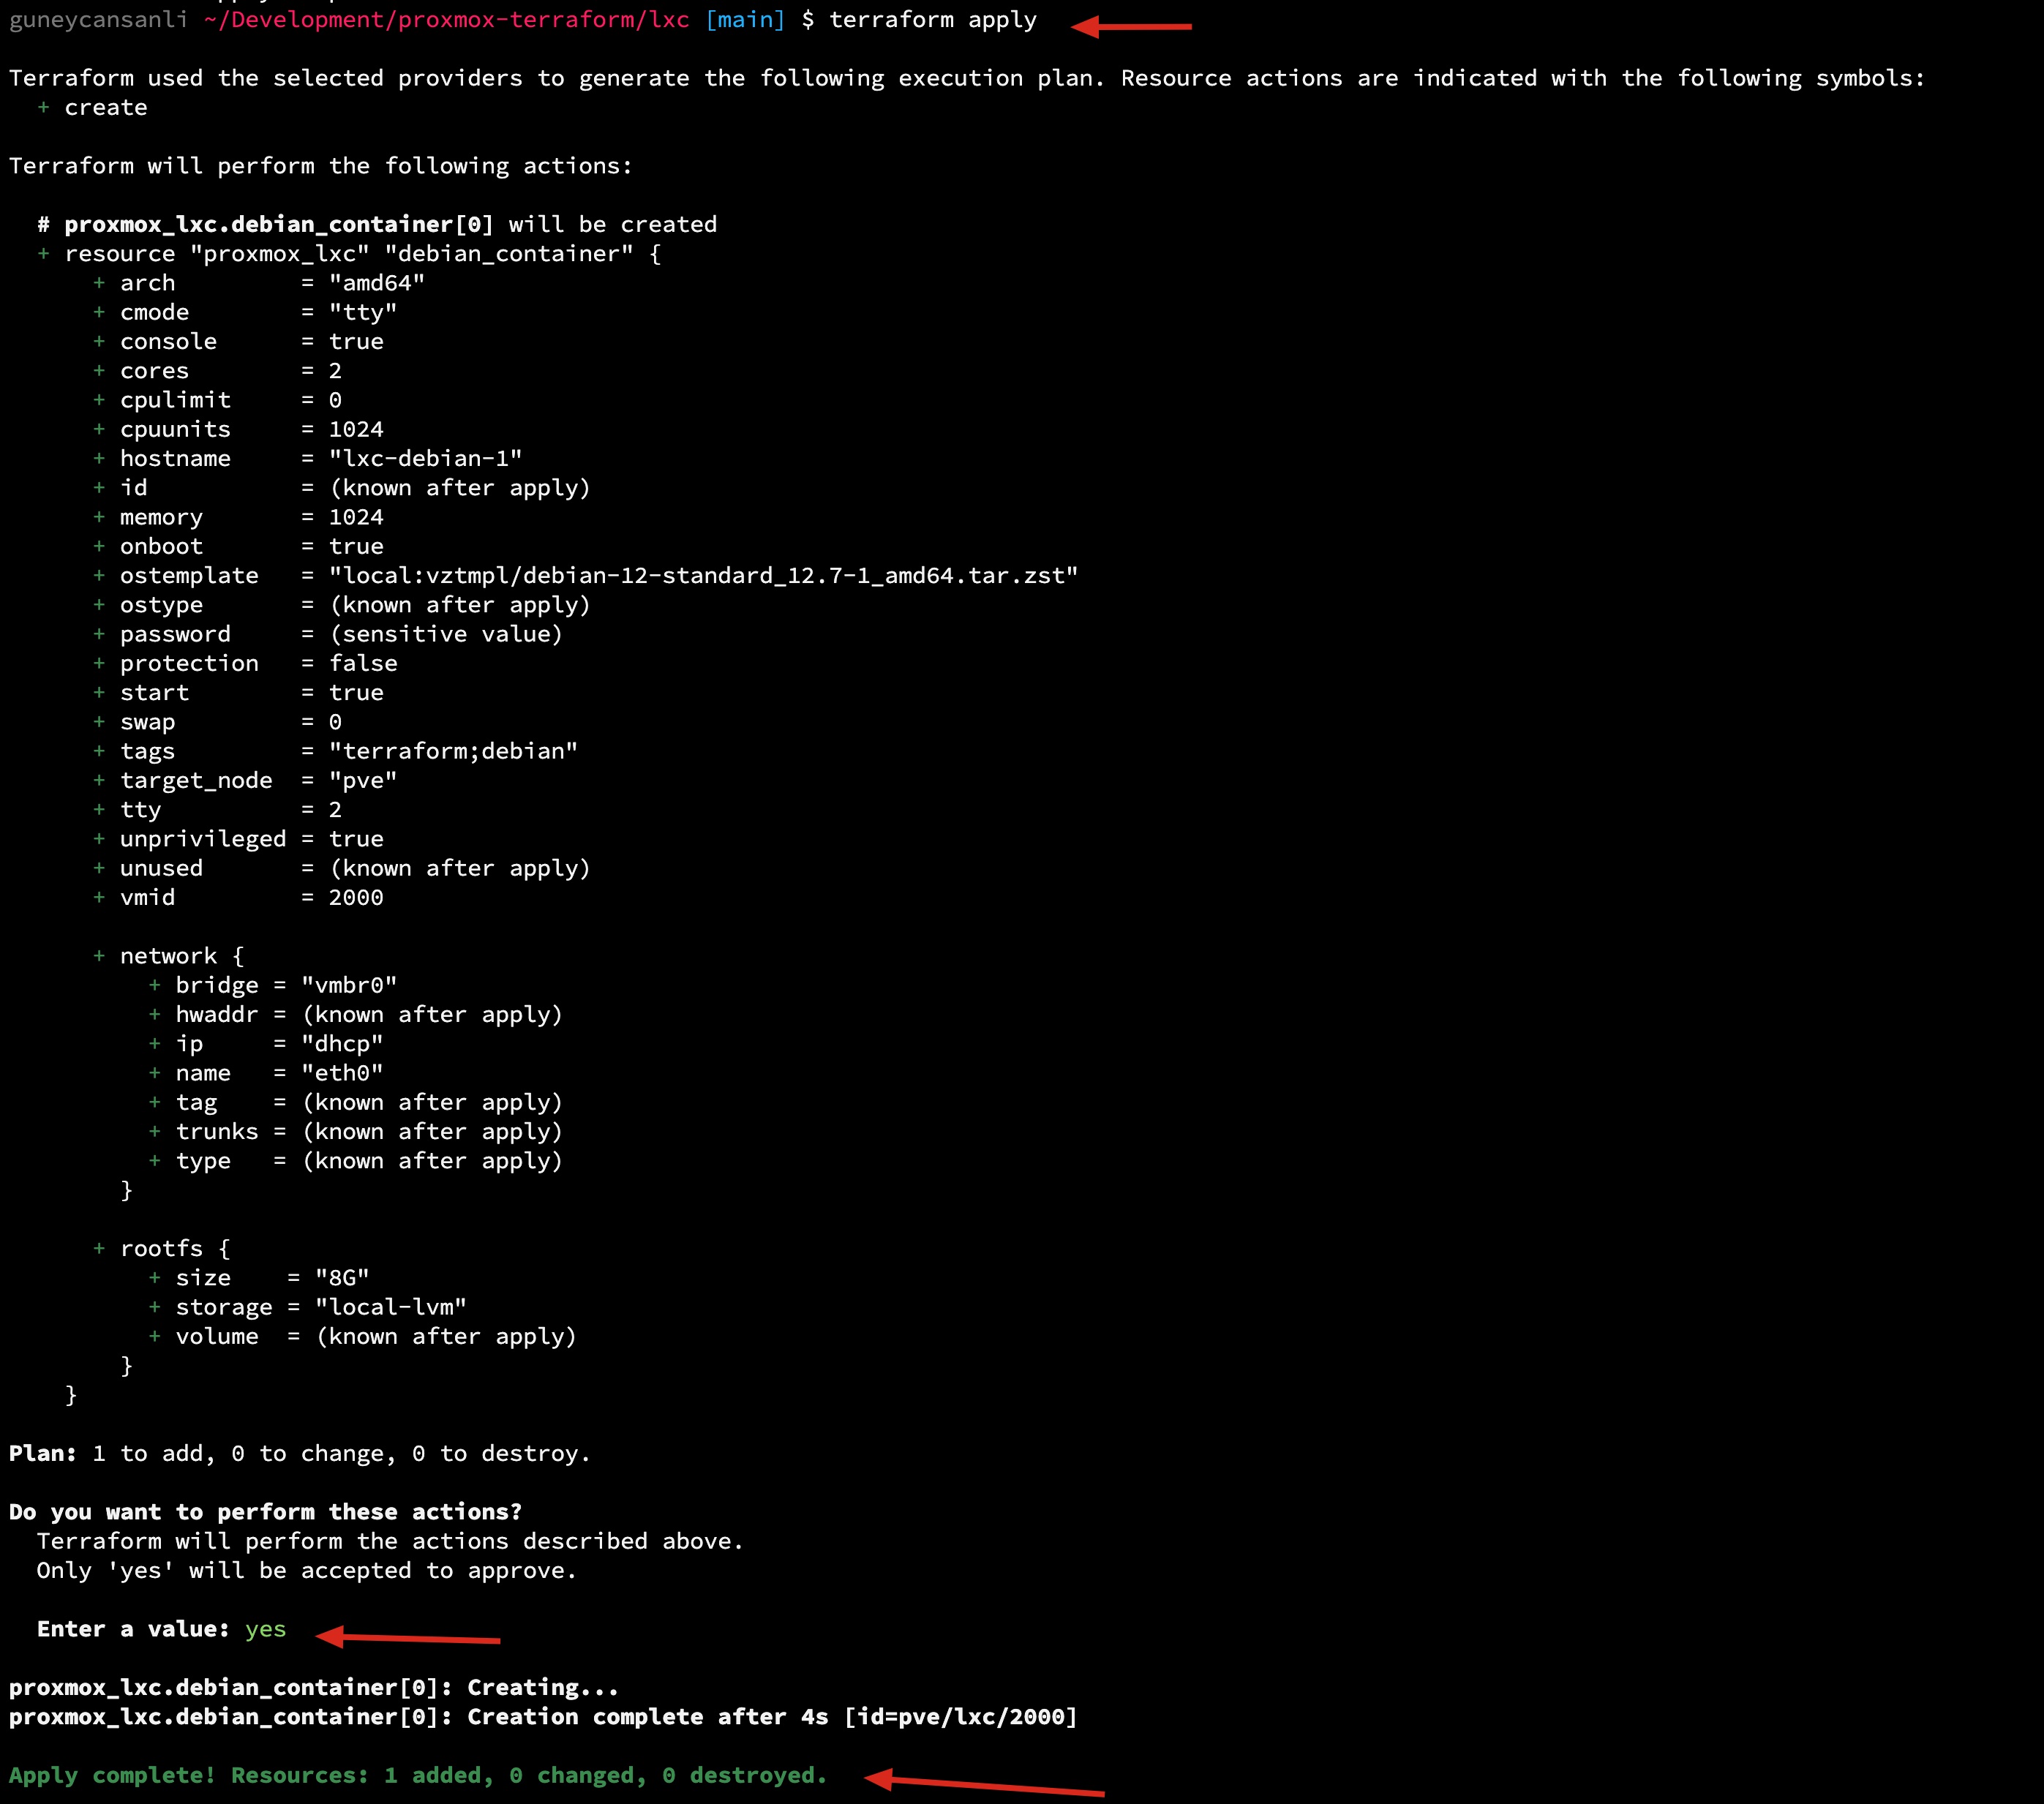 guneycansanli ~/Development/proxmox-terraform/lxc [main] $ terraform apply
Terraform used the selected providers to generate the following execution plan. Resource actions are indicated with the following symbols:
+ create
Terraform will perform the following actions:
# proxmox_lxc.debian_container[0] will be created
+ resource "proxmox_lxc" "debian_container" {
+ arch = "amd64"
+ cmode = "tty"
+ console = true
+ cores = 2
+ cpulimit = 0
+ cpuunits = 1024
+ hostname = "lxc-debian-1"
+ id = (known after apply)
+ memory = 1024
+ onboot = true
+ ostemplate = "local:vztmpl/debian-12-standard_12.7-1_amd64.tar.zst"
+ ostype = (known after apply)
+ password = (sensitive value)
+ protection = false
+ start = true
+ swap = 0
+ tags = "terraform;debian"
+ target_node = "pve"
+ tty = 2
+ unprivileged = true
+ unused = (known after apply)
+ vmid = 2000
+ network {
+ bridge = "vmbr0"
+ hwaddr = (known after apply)
+ ip = "dhcp"
+ name = "eth0"
+ tag = (known after apply)
+ trunks = (known after apply)
+ type = (known after apply)
}
+ rootfs {
+ size = "8G"
+ storage = "local-lvm"
+ volume = (known after apply)
}
}
Plan: 1 to add, 0 to change, 0 to destroy.
Do you want to perform these actions?
Terraform will perform the actions described above.
Only 'yes' will be accepted to approve.
Enter a value: yes
proxmox_lxc.debian_container[0]: Creating...
proxmox_lxc.debian_container[0]: Creation complete after 4s [id=pve/lxc/2000]
Apply complete! Resources: 1 added, 0 changed, 0 destroyed.